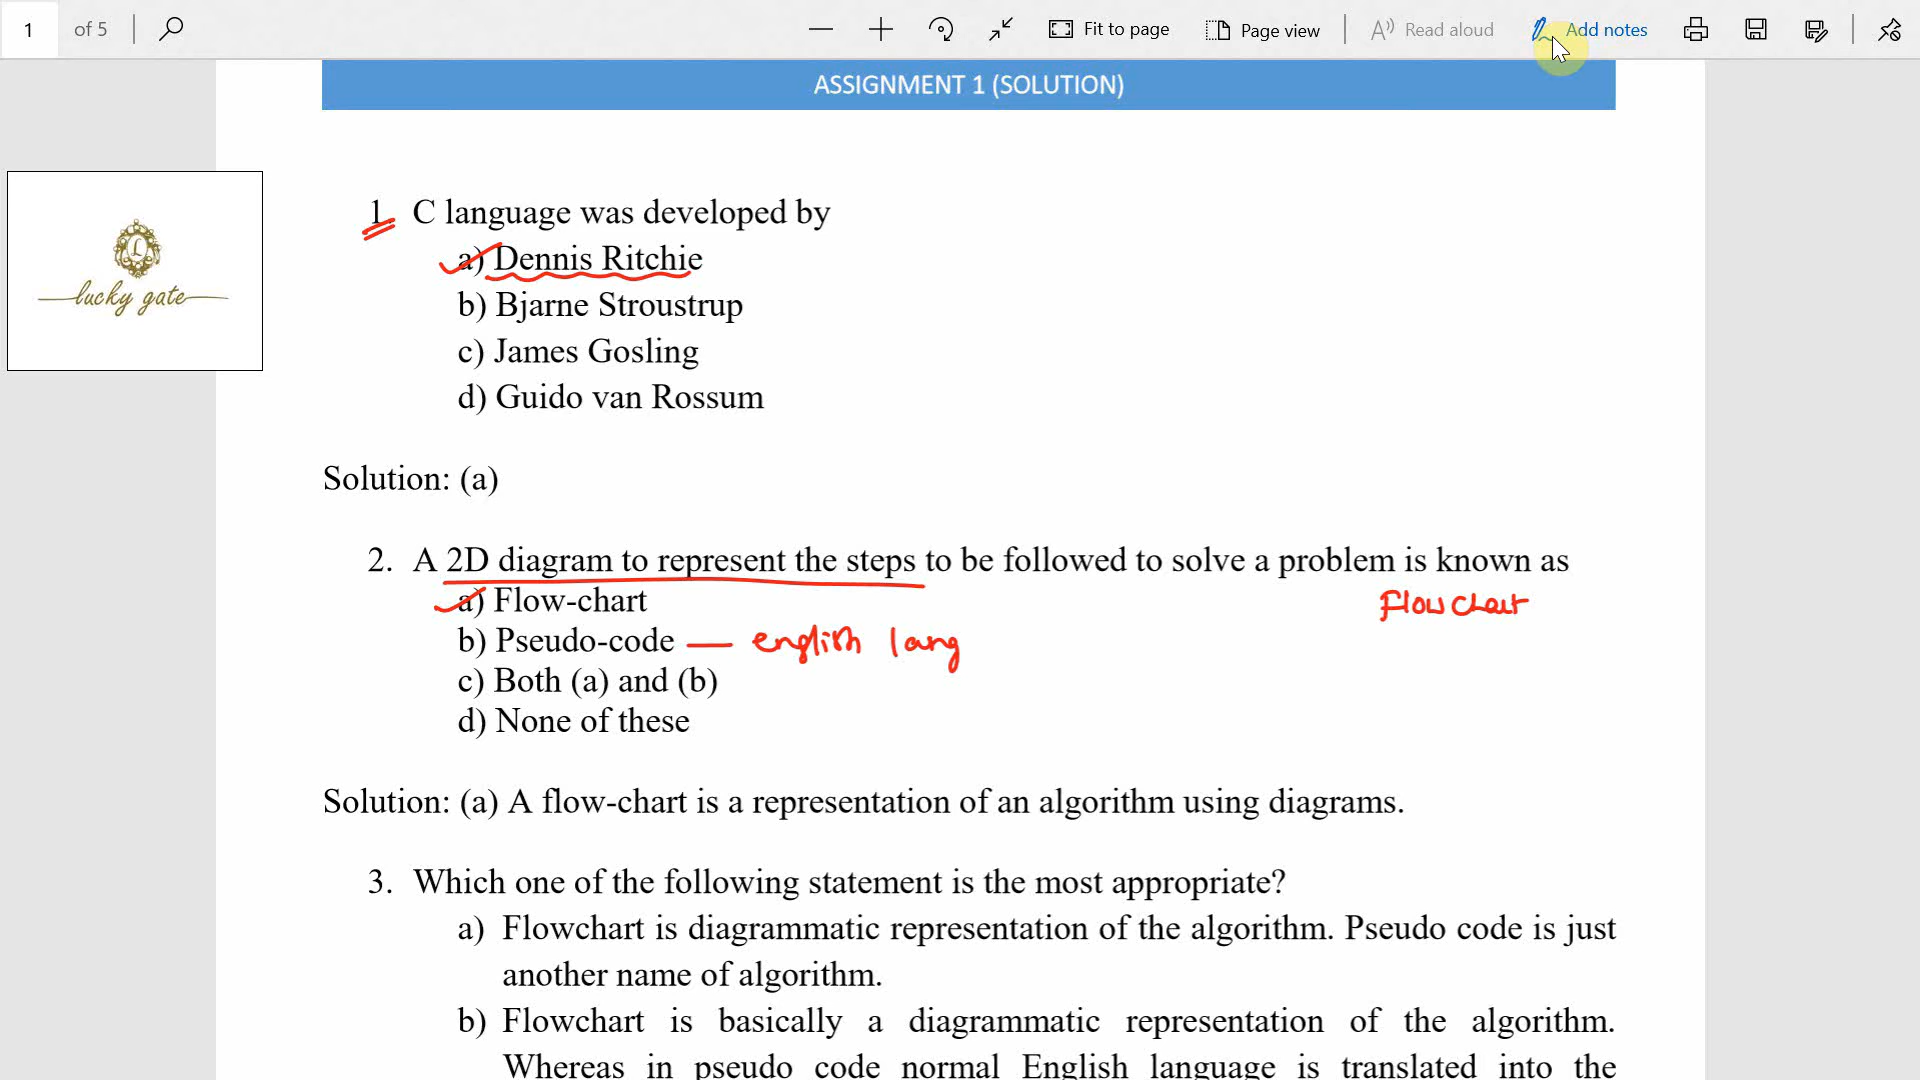 1 of 5 Fit to page Page view Read aloud Add notes
ASSIGNMENT 1 (SOLUTION)
L
lucky gate
1. C language was developed by
a) Dennis Ritchie
b) Bjarne Stroustrup
c) James Gosling
d) Guido van Rossum
Solution: (a)
2. A 2D diagram to represent the steps to be followed to solve a problem is known as
a) Flow-chart Flowchart
b) Pseudo-code — english lang
c) Both (a) and (b)
d) None of these
Solution: (a) A flow-chart is a representation of an algorithm using diagrams.
3. Which one of the following statement is the most appropriate?
a) Flowchart is diagrammatic representation of the algorithm. Pseudo code is just
another name of algorithm.
b) Flowchart is basically a diagrammatic representation of the algorithm.
Whereas in pseudo code normal English language is translated into the